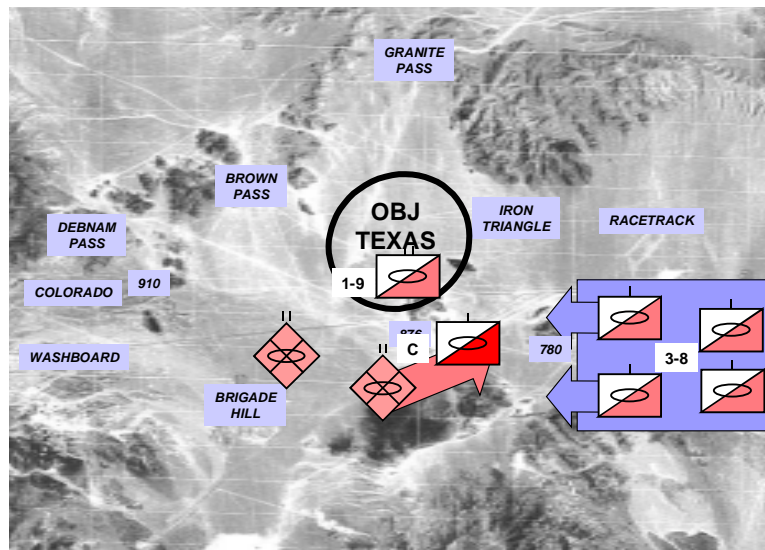 GRANITE
PASS
BROWN
PASS
OBJ
TEXAS
IRON
TRIANGLE
RACETRACK
DEBNAM
PASS
910
COLORADO
1-9
876
C
780
3-8
WASHBOARD
BRIGADE
HILL